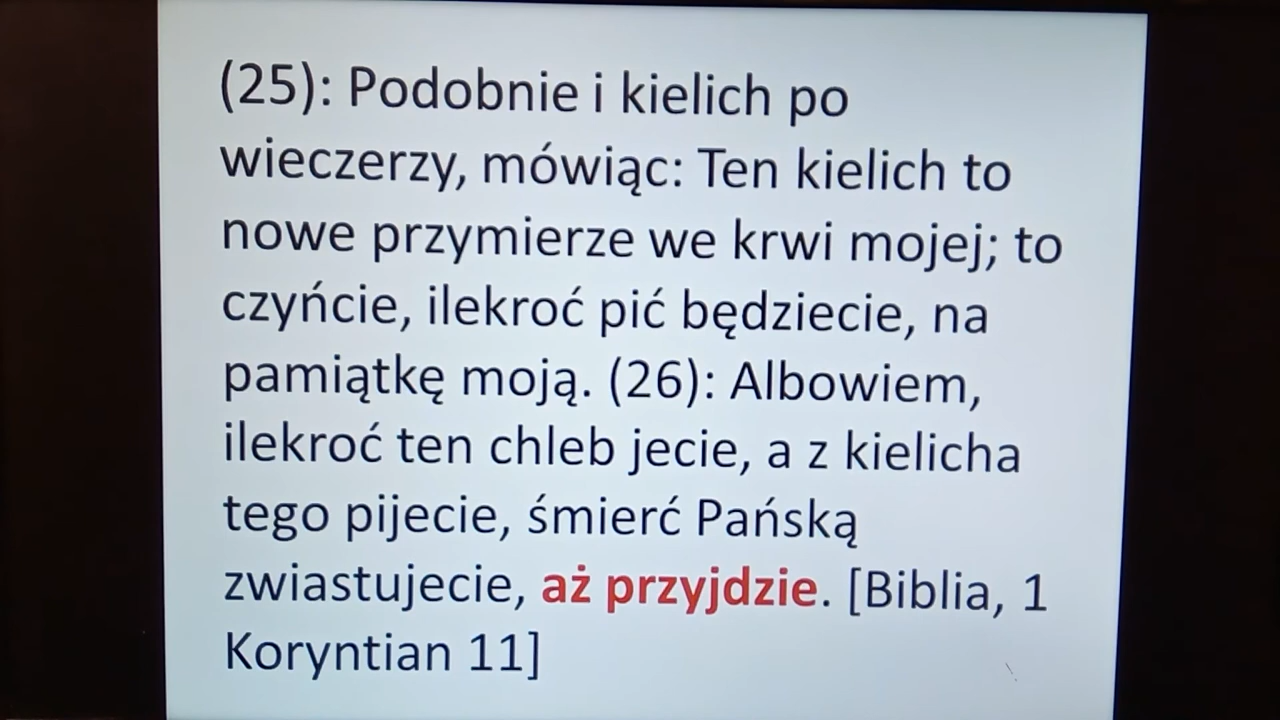 (25): Podobnie i kielich po
wieczerzy, mówiąc: Ten kielich to
nowe przymierze we krwi mojej; to
czyńcie, ilekroć pić będziecie, na
pamiątkę moją. (26): Albowiem,
ilekroć ten chleb jecie, a z kielicha
tego pijecie, śmierć Pańską
zwiastujecie, aż przyjdzie. [Biblia, 1
Koryntian 11]